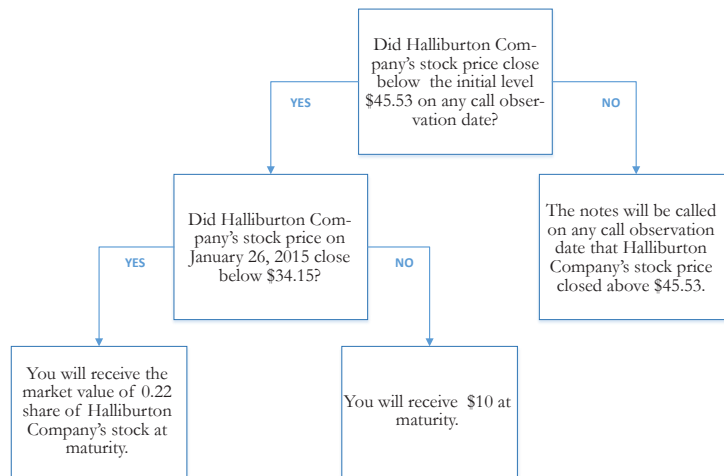 Did Halliburton Com-
pany's stock price close
below the initial level
$45.53 on any call obser-
vation date?
YES
NO
Did Halliburton Com-
pany's stock price on
January 26, 2015 close
below $34.15?
The notes will be called
on any call observation
date that Halliburton
Company's stock price
closed above $45.53.
YES
NO
You will receive the
market value of 0.22
share of Halliburton
Company's stock at
maturity.
You will receive $10 at
maturity.